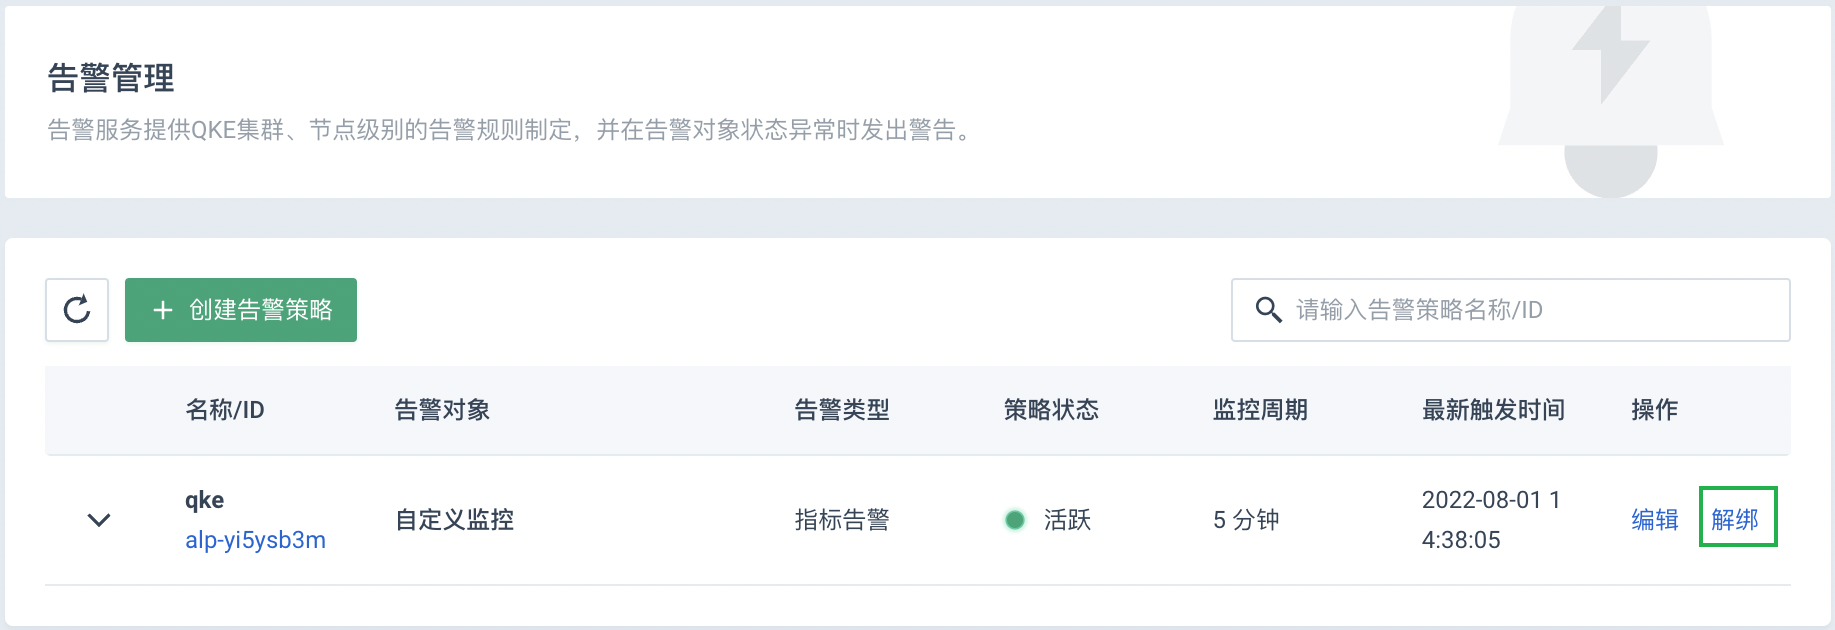 告警管理
告警服务提供QKE集群、节点级别的告警规则制定，并在告警对象状态异常时发出警告。
创建告警策略
请输入告警策略名称/ID
名称/ID 告警对象 告警类型 策略状态 监控周期 最新触发时间 操作
qke
alp-yi5ysb3m
自定义监控 指标告警 活跃 5 分钟
2022-08-01 1
4:38:05
编辑 解绑